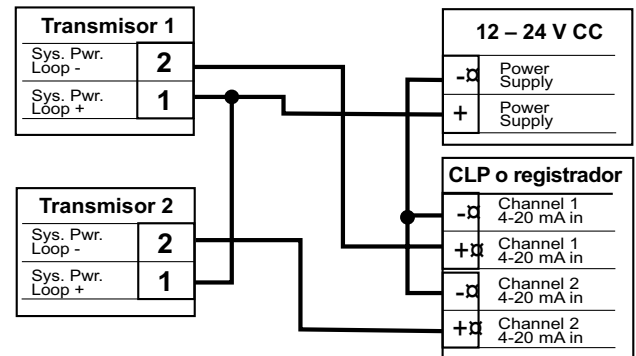 Transmisor 1
Sys. Pwr.
Loop -
2
Sys. Pwr.
Loop +
1
Transmisor 2
Sys. Pwr.
Loop -
2
Sys. Pwr.
Loop +
1
12 – 24 V CC
-¤
Power
Supply
+
Power
Supply
CLP o registrador
-¤
Channel 1
4-20 mA in
+¤
Channel 1
4-20 mA in
-¤
Channel 2
4-20 mA in
+¤
Channel 2
4-20 mA in